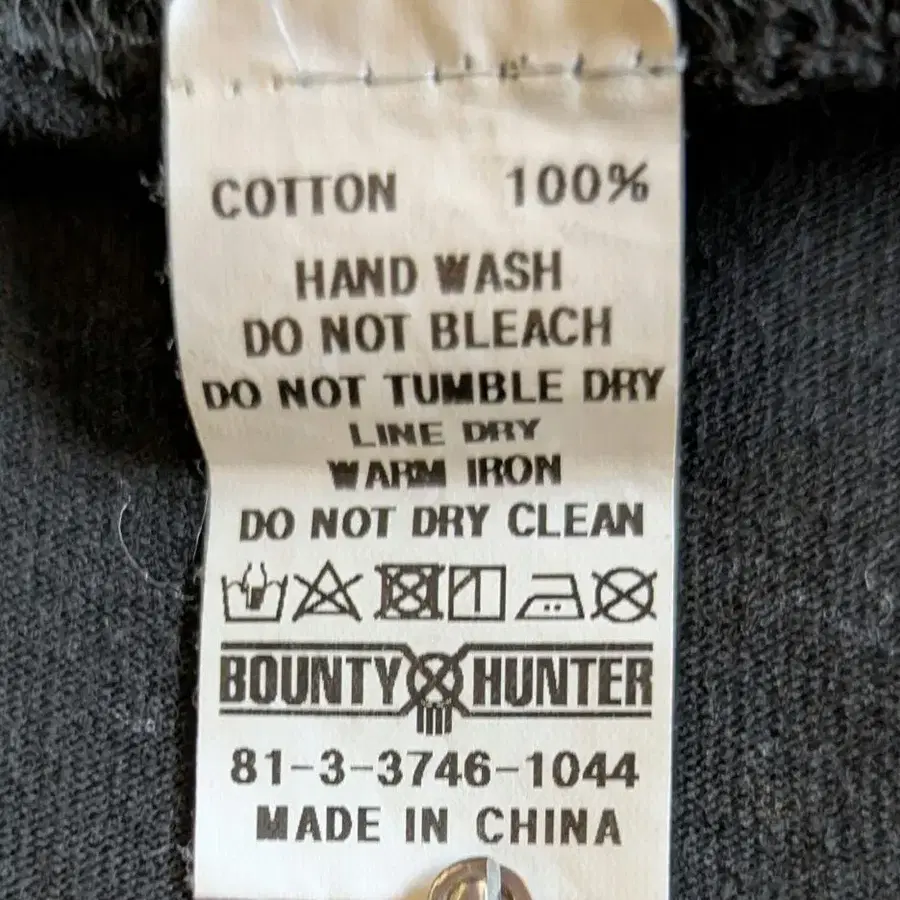 COTTON 100%
HAND WASH
DO NOT BLEACH
DO NOT TUMBLE DRY
LINE DRY
WARM IRON
DO NOT DRY CLEAN
BOUNTY HUNTER
81-3-3746-1044
MADE IN CHINA